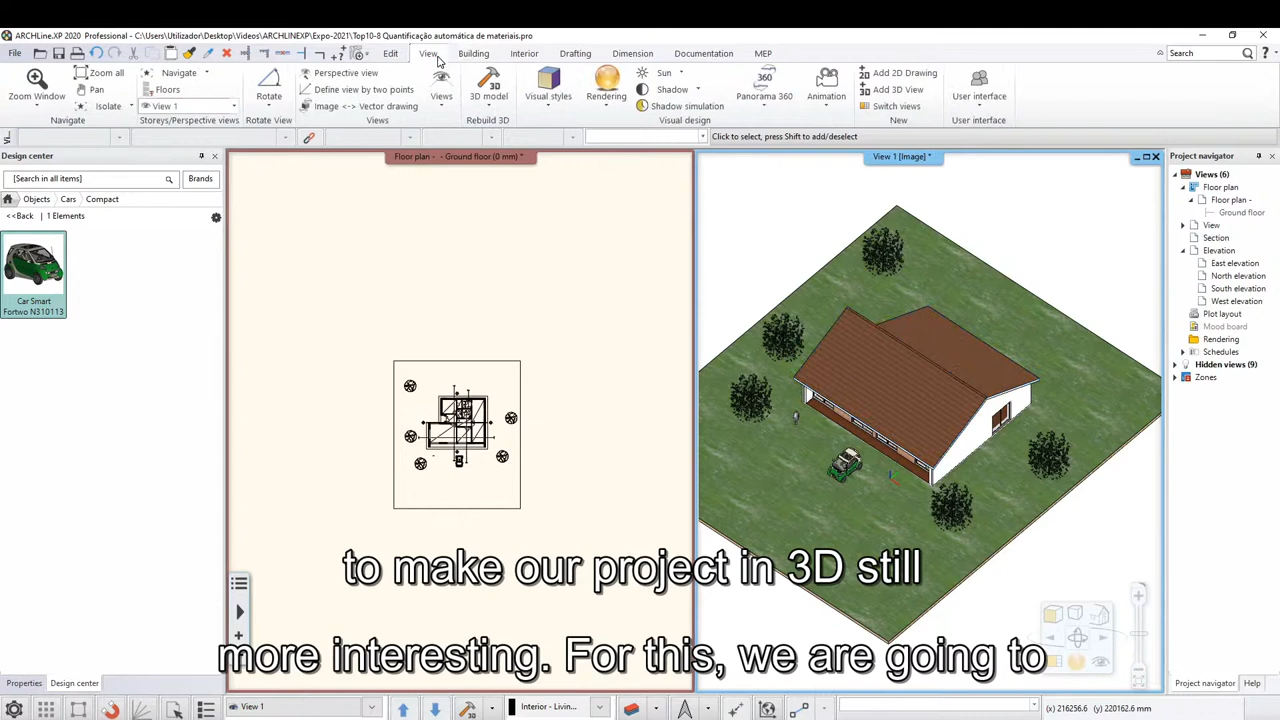 ARCHLine.XP 2020 Professional - C:\Users\Utilizador\Desktop\Videos\ARCHLINEXP\Expo-2021\Top10-8 Quantificação automática de materiais.pro
File Edit View Building Interior Drafting Dimension Documentation MEP Search
Zoom Window
Zoom all
Pan
Isolate
Navigate
Navigate
Floors
View 1
Storeys/Perspective views
Rotate
Rotate View
Perspective view
Define view by two points
Image <-> Vector drawing
Views
Views
3D model
Rebuild 3D
Visual styles
Rendering
Sun
Shadow
Shadow simulation
Panorama 360
Animation
Visual design
Add 2D Drawing
Add 3D View
Switch views
New
User interface
User interface
Click to select, press Shift to add/deselect
Design center
[Search in all items]
Brands
Objects Cars Compact
<<Back 1 Elements
Car Smart
Fortwo N310113
Floor plan - - Ground floor (0 mm) *
View 1 [Image] *
Project navigator
Views (6)
Floor plan
Floor plan -
Ground floor
View
Section
Elevation
East elevation
North elevation
South elevation
West elevation
Plot layout
Mood board
Rendering
Schedules
Hidden views (9)
Zones
to make our project in 3D still
more interesting. For this, we are going to
Properties Design center
Project navigator Help
View 1
Interior - Livin...
(x) 216256.6 (y) 220162.6 mm